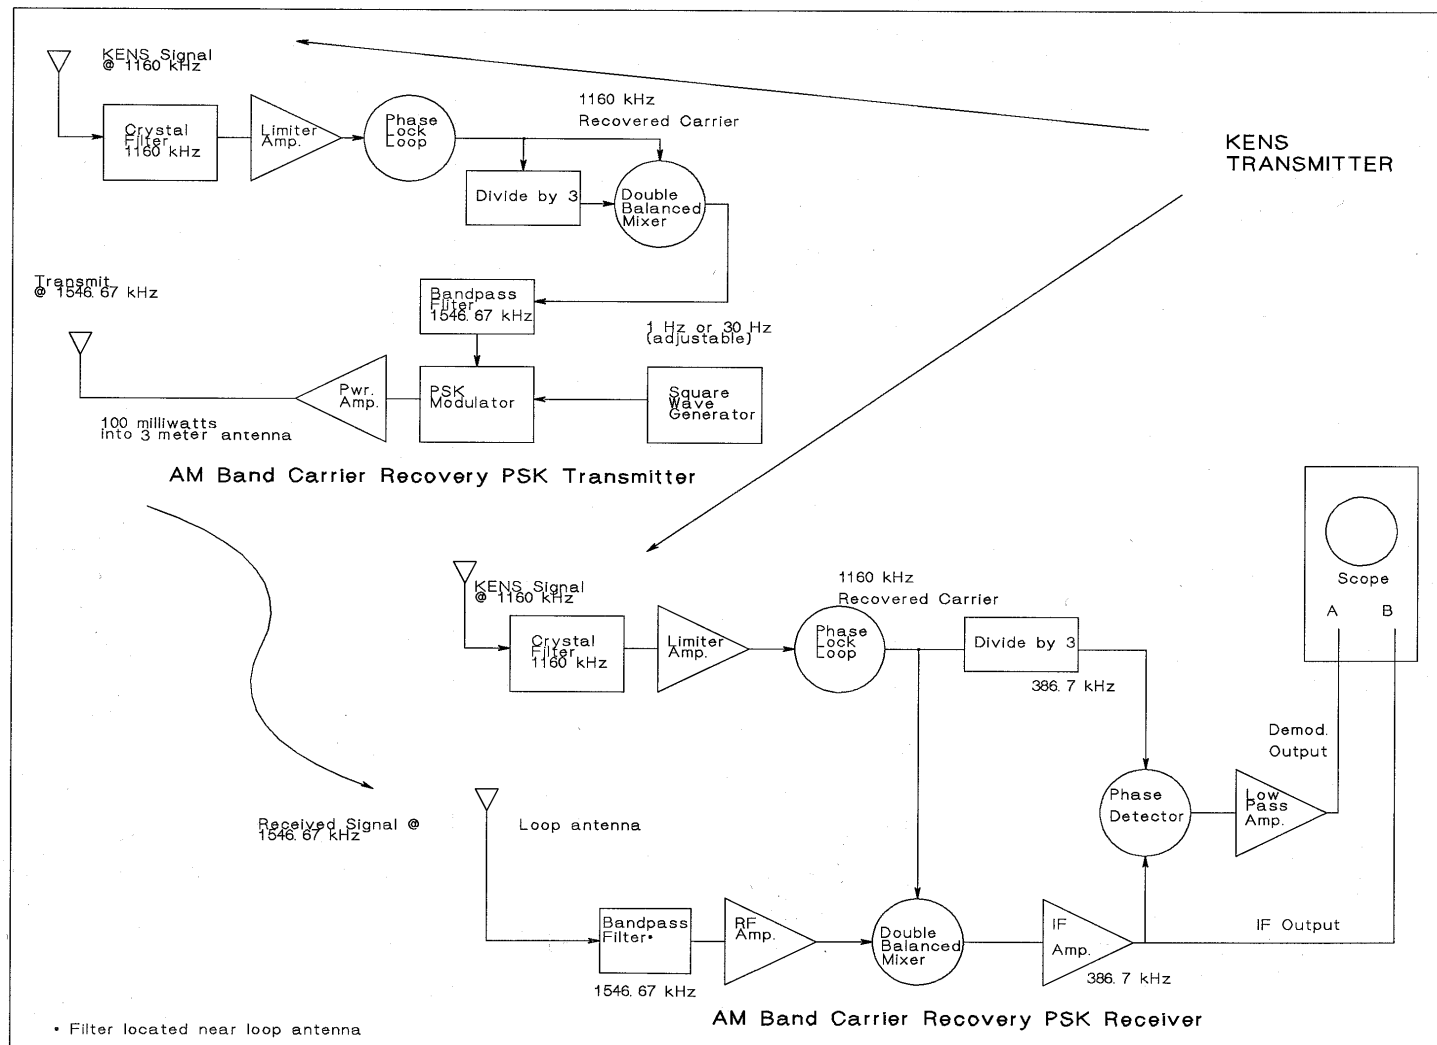 KENS Signal
@ 1160 kHz
Crystal
Filter
1160 kHz
Limiter
Amp.
Phase
Lock
Loop
1160 kHz
Recovered Carrier
Divide by 3
Double
Balanced
Mixer
KENS
TRANSMITTER
Transmit
@ 1546.67 kHz
Bandpass
Filter
1546.67 kHz
1 Hz or 30 Hz
(adjustable)
Pwr.
Amp.
PSK
Modulator
Square
Wave
Generator
100 milliwatts
into 3 meter antenna
AM Band Carrier Recovery PSK Transmitter
KENS Signal
@ 1160 kHz
Crystal
Filter
1160 kHz
Limiter
Amp.
Phase
Lock
Loop
1160 kHz
Recovered Carrier
Divide by 3
386.7 kHz
Scope
A B
Demod.
Output
Phase
Detector
Low
Pass
Amp.
Received Signal @
1546.67 kHz
Loop antenna
Bandpass
Filter•
1546.67 kHz
RF
Amp.
Double
Balanced
Mixer
IF
Amp.
386.7 kHz
IF Output
AM Band Carrier Recovery PSK Receiver
• Filter located near loop antenna